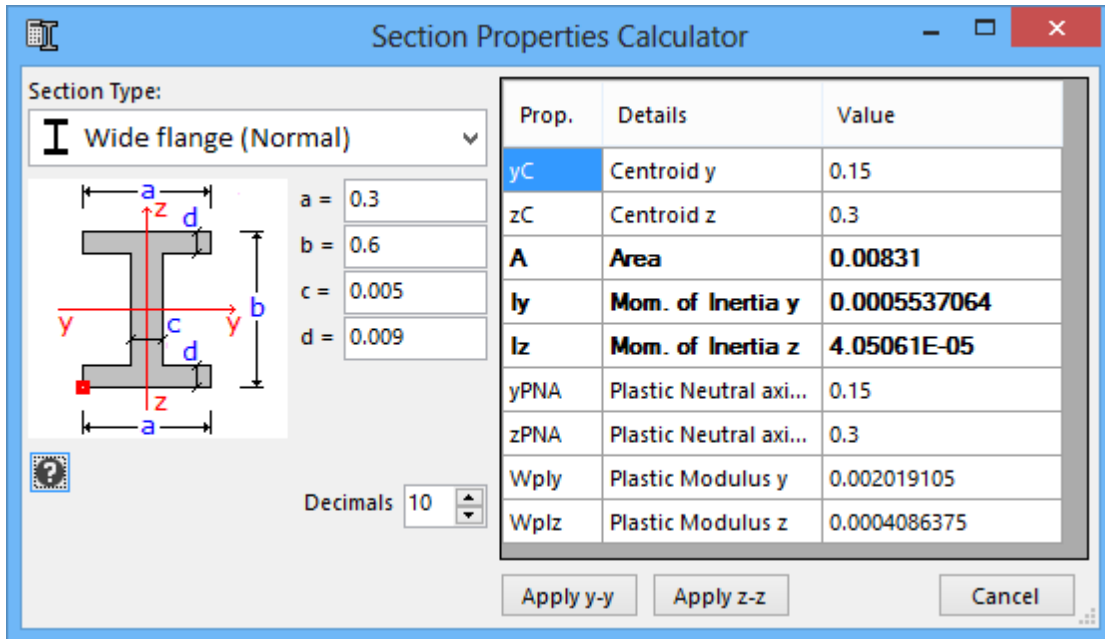 Section Properties Calculator
Section Type:
Wide flange (Normal)
a
z
d
b
y
y
c
d
z
a
a = 0.3
b = 0.6
c = 0.005
d = 0.009
?
Decimals 10
Prop. Details Value
yC Centroid y 0.15
zC Centroid z 0.3
A Area 0.00831
Iy Mom. of Inertia y 0.0005537064
Iz Mom. of Inertia z 4.05061E-05
yPNA Plastic Neutral axi... 0.15
zPNA Plastic Neutral axi... 0.3
Wply Plastic Modulus y 0.002019105
Wplz Plastic Modulus z 0.0004086375
Apply y-y Apply z-z Cancel